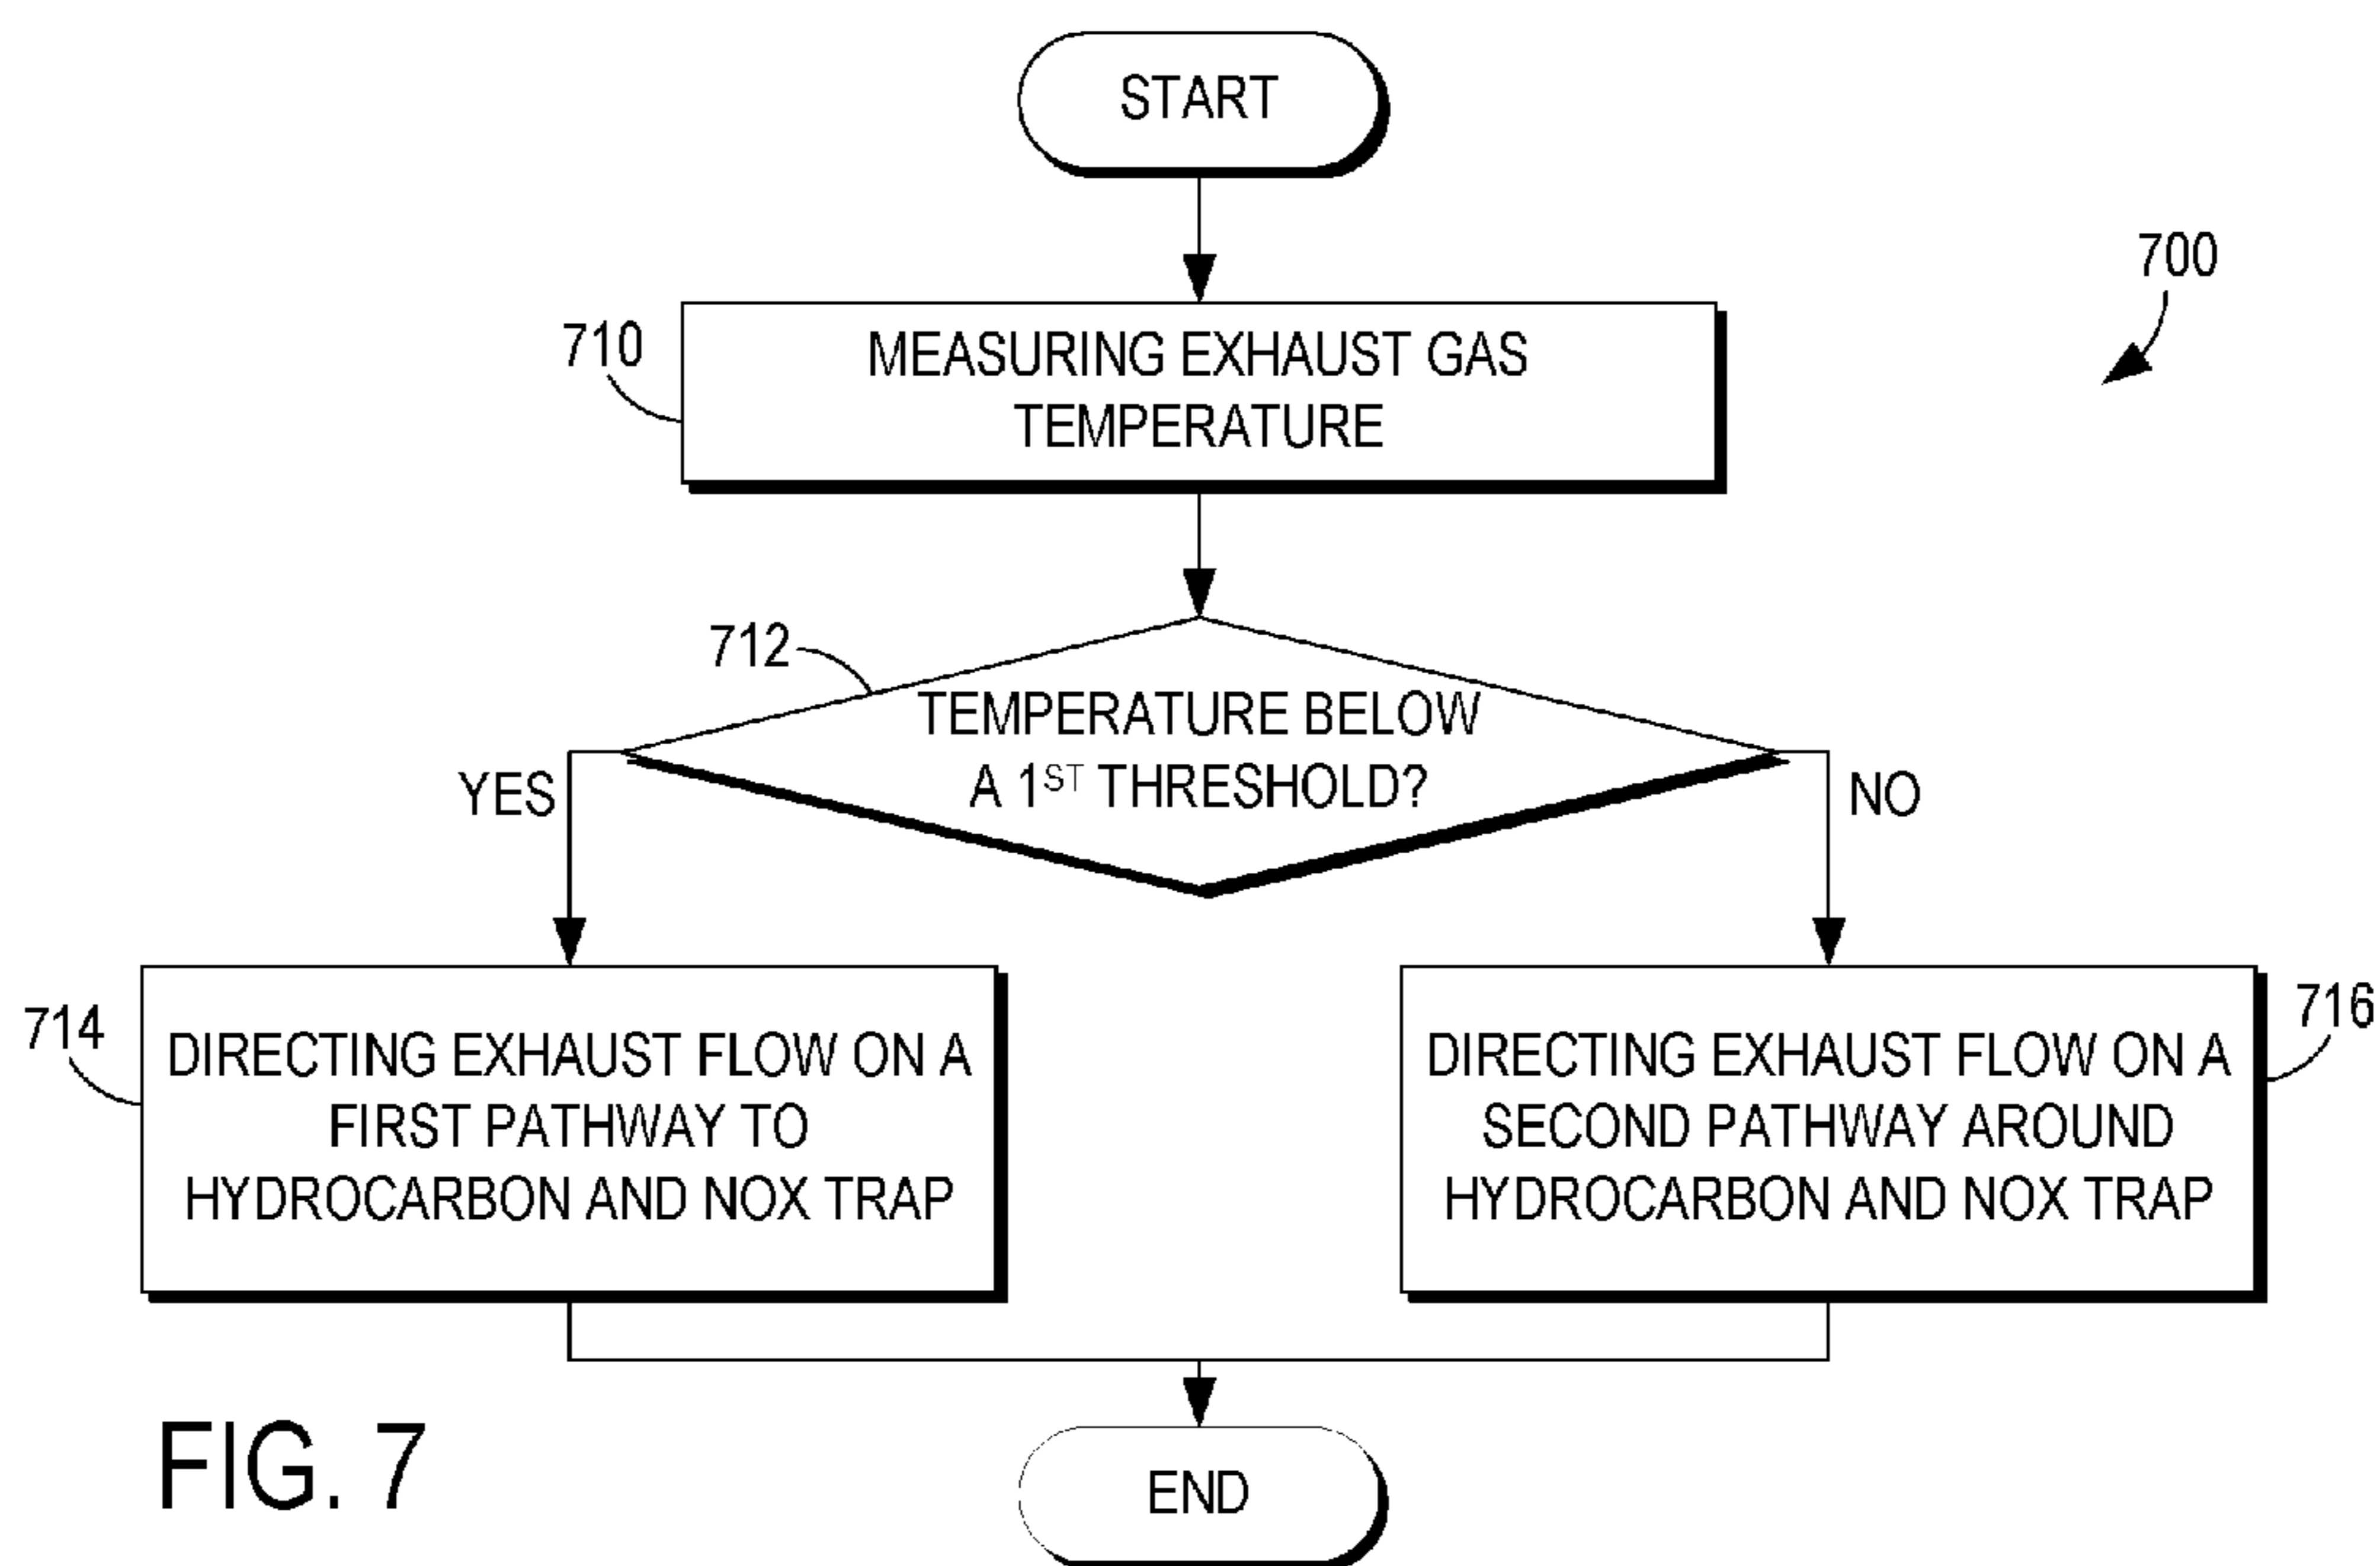 START
700
710
MEASURING EXHAUST GAS
TEMPERATURE
712
TEMPERATURE BELOW
A 1ST THRESHOLD?
YES
NO
714
DIRECTING EXHAUST FLOW ON A
FIRST PATHWAY TO
HYDROCARBON AND NOX TRAP
716
DIRECTING EXHAUST FLOW ON A
SECOND PATHWAY AROUND
HYDROCARBON AND NOX TRAP
END
FIG. 7